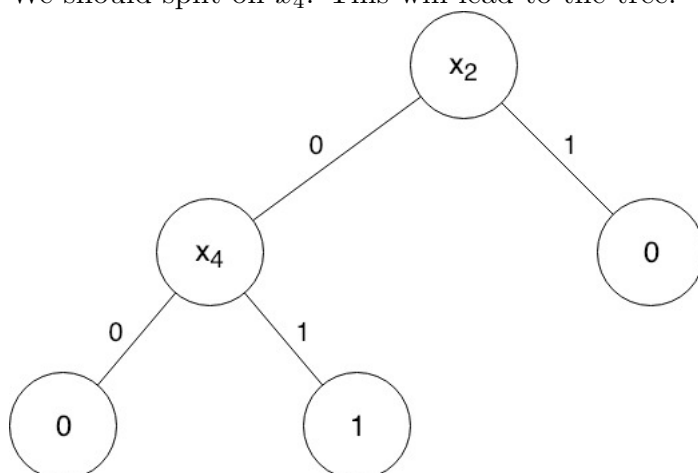 We should split on x₄. This will lead to the tree:
x₂
0
1
x₄
0
0
1
0
1